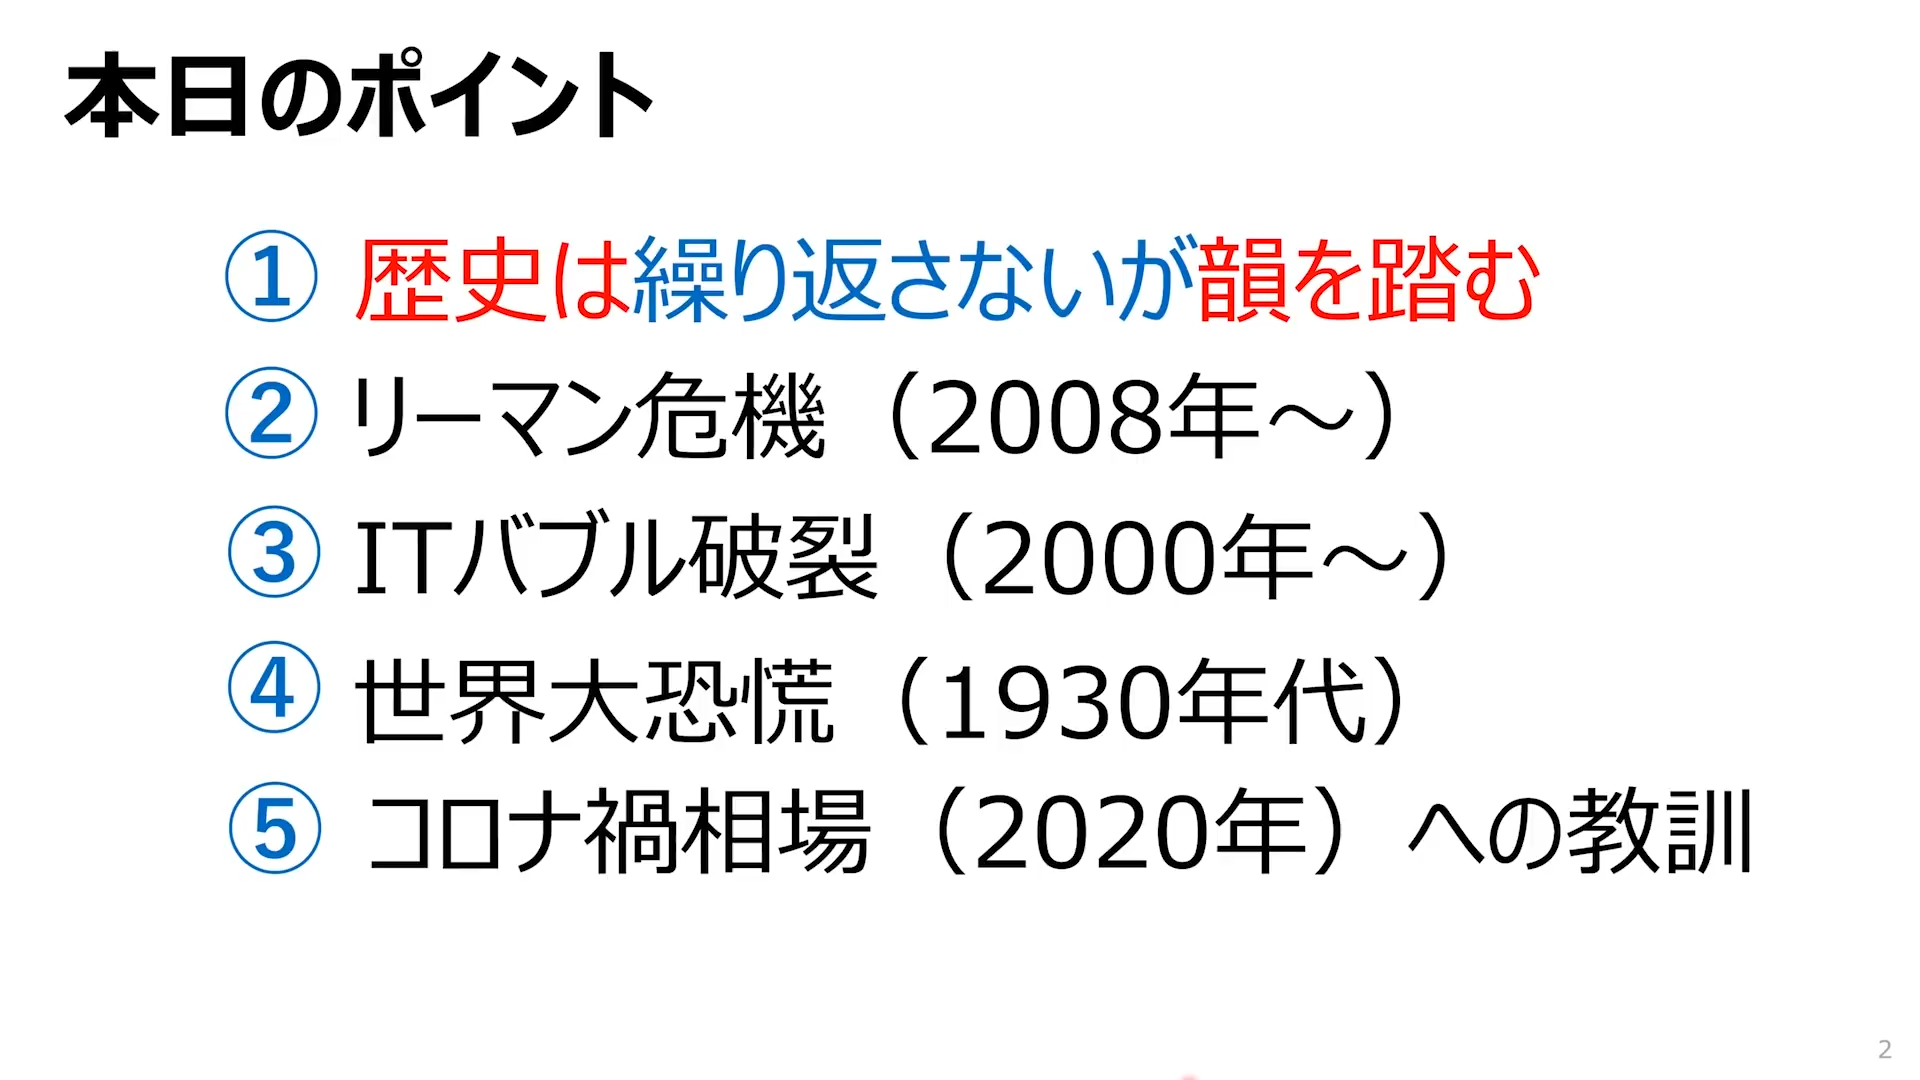 本日のポイント
① 歴史は繰り返さないが韻を踏む
② リーマン危機（2008年～）
③ ITバブル破裂（2000年～）
④ 世界大恐慌（1930年代）
⑤ コロナ禍相場（2020年）への教訓
2